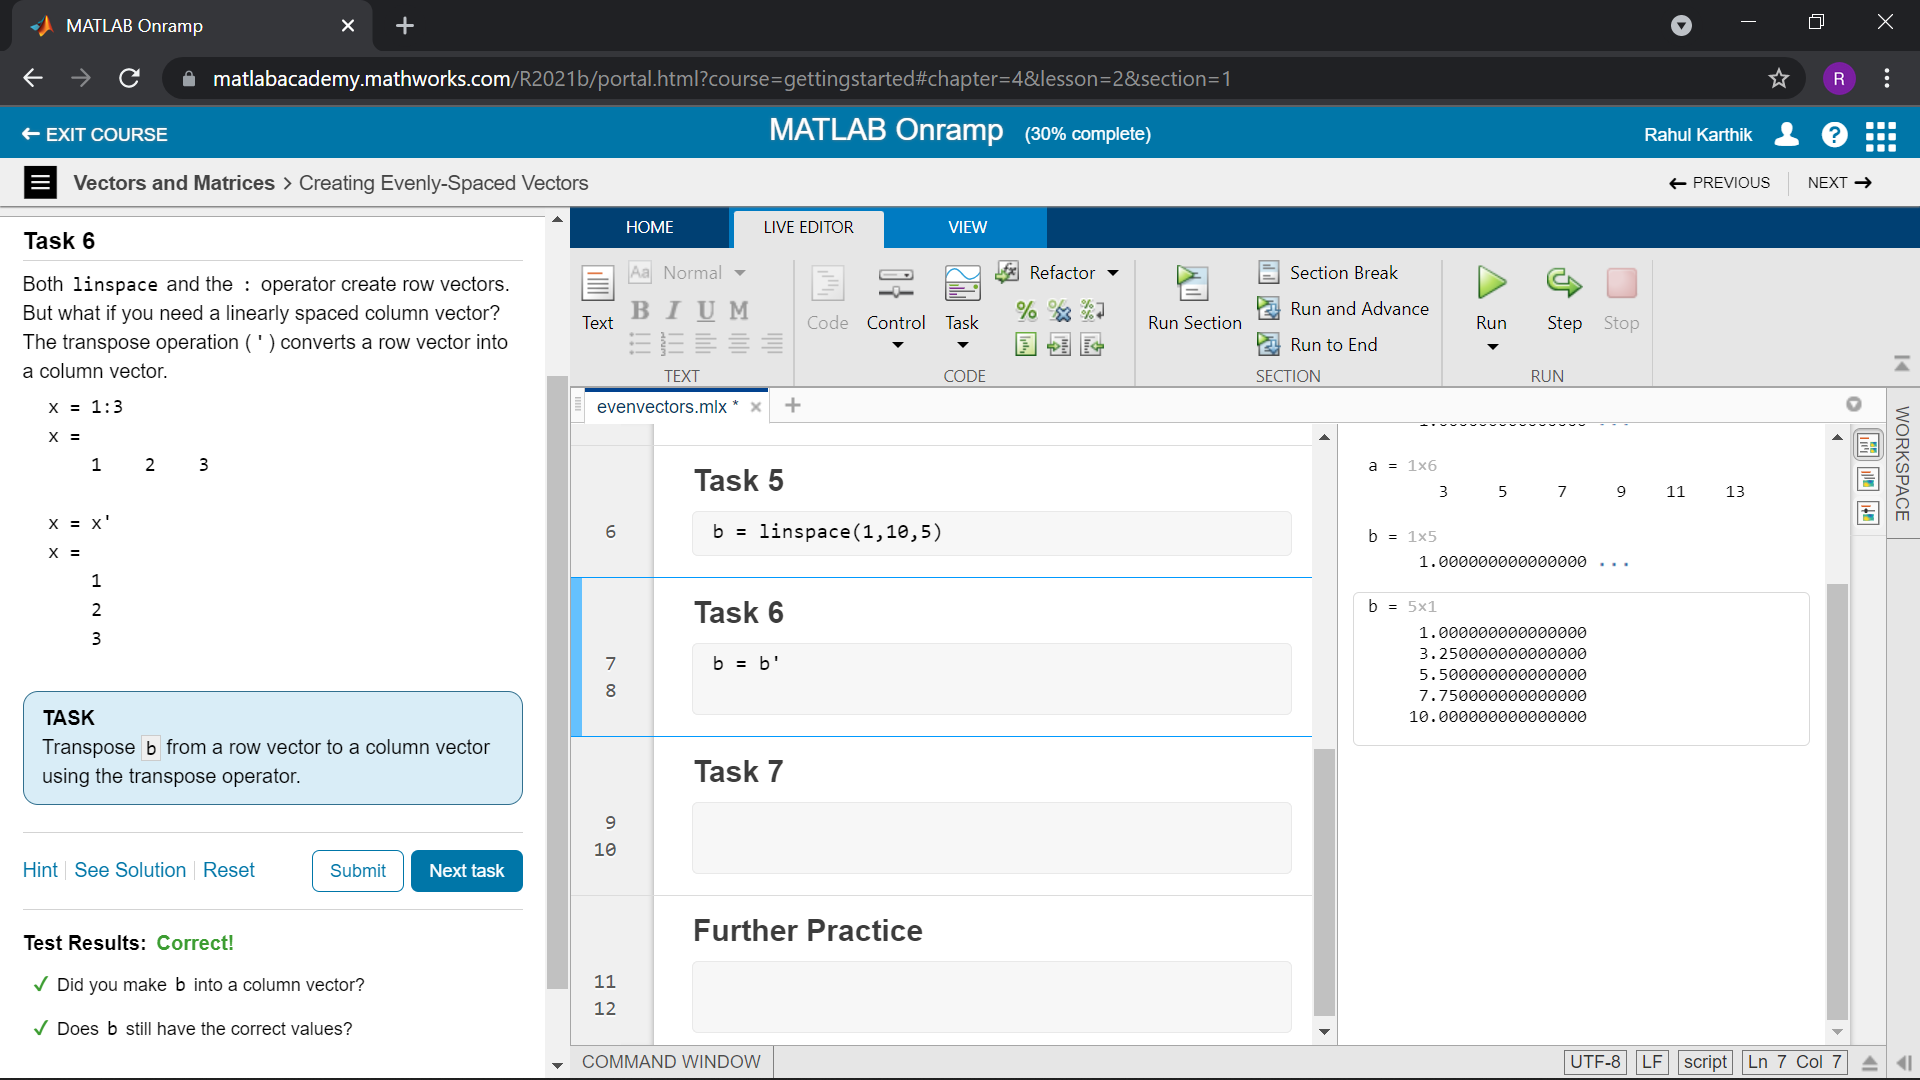 MATLAB Onramp
matlabacademy.mathworks.com/R2021b/portal.html?course=gettingstarted#chapter=4&lesson=2&section=1
R
EXIT COURSE
MATLAB Onramp (30% complete)
Rahul Karthik
?
Vectors and Matrices > Creating Evenly-Spaced Vectors
PREVIOUS
NEXT
Task 6
Both linspace and the : operator create row vectors.
But what if you need a linearly spaced column vector?
The transpose operation (') converts a row vector into
a column vector.
x = 1:3
x =
1 2 3
x = x'
x =
1
2
3
TASK
Transpose b from a row vector to a column vector
using the transpose operator.
Hint See Solution Reset
Submit
Next task
Test Results: Correct!
✓ Did you make b into a column vector?
✓ Does b still have the correct values?
HOME
LIVE EDITOR
VIEW
Text
Aa Normal
B I U M
TEXT
Code
Control
Task
Refactor
CODE
Run Section
Section Break
Run and Advance
Run to End
SECTION
Run
Step
Stop
RUN
evenvectors.mlx *
Task 5
6
b = linspace(1,10,5)
Task 6
7
b = b'
8
Task 7
9
10
Further Practice
11
12
a = 1×6
3 5 7 9 11 13
b = 1×5
1.000000000000000 ...
b = 5×1
1.000000000000000
3.250000000000000
5.500000000000000
7.750000000000000
10.000000000000000
WORKSPACE
COMMAND WINDOW
UTF-8
LF
script
Ln 7 Col 7